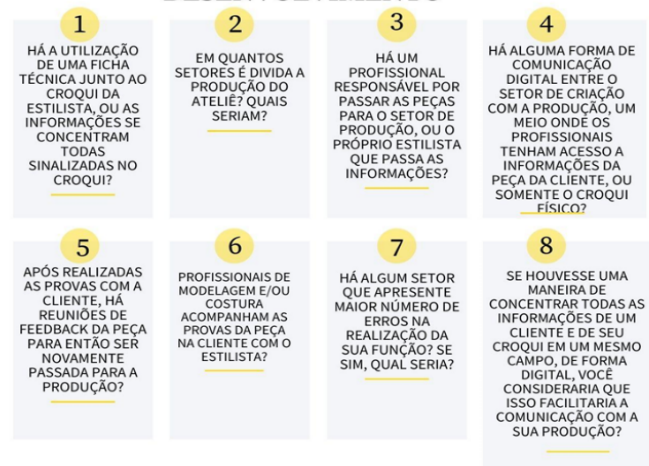 1
HÁ A UTILIZAÇÃO
DE UMA FICHA
TÉCNICA JUNTO AO
CROQUI DA
ESTILISTA, OU AS
INFORMAÇÕES SE
CONCENTRAM
TODAS
SINALIZADAS NO
CROQUI?
2
EM QUANTOS
SETORES É DIVIDA A
PRODUÇÃO DO
ATELIÊ? QUAIS
SERIAM?
3
HÁ UM
PROFISSIONAL
RESPONSÁVEL POR
PASSAR AS PEÇAS
PARA O SETOR DE
PRODUÇÃO, OU O
PRÓPRIO ESTILISTA
QUE PASSA AS
INFORMAÇÕES?
4
HÁ ALGUMA FORMA DE
COMUNICAÇÃO
DIGITAL ENTRE O
SETOR DE CRIAÇÃO
COM A PRODUÇÃO, UM
MEIO ONDE OS
PROFISSIONAIS
TENHAM ACESSO A
INFORMAÇÕES DA
PEÇA DA CLIENTE, OU
SOMENTE O CROQUI
FÍSICO?
5
APÓS REALIZADAS
AS PROVAS COM A
CLIENTE, HÁ
REUNIÕES DE
FEEDBACK DA PEÇA
PARA ENTÃO SER
NOVAMENTE
PASSADA PARA A
PRODUÇÃO?
6
PROFISSIONAIS DE
MODELAGEM E/OU
COSTURA
ACOMPANHAM AS
PROVAS DA PEÇA
NA CLIENTE COM O
ESTILISTA?
7
HÁ ALGUM SETOR
QUE APRESENTE
MAIOR NÚMERO DE
ERROS NA
REALIZAÇÃO DA
SUA FUNÇÃO? SE
SIM, QUAL SERIA?
8
SE HOUVESSE UMA
MANEIRA DE
CONCENTRAR TODAS AS
INFORMAÇÕES DE UM
CLIENTE E DE SEU
CROQUI EM UM MESMO
CAMPO, DE FORMA
DIGITAL, VOCÊ
CONSIDERARIA QUE
ISSO FACILITARIA A
COMUNICAÇÃO COM A
SUA PRODUÇÃO?